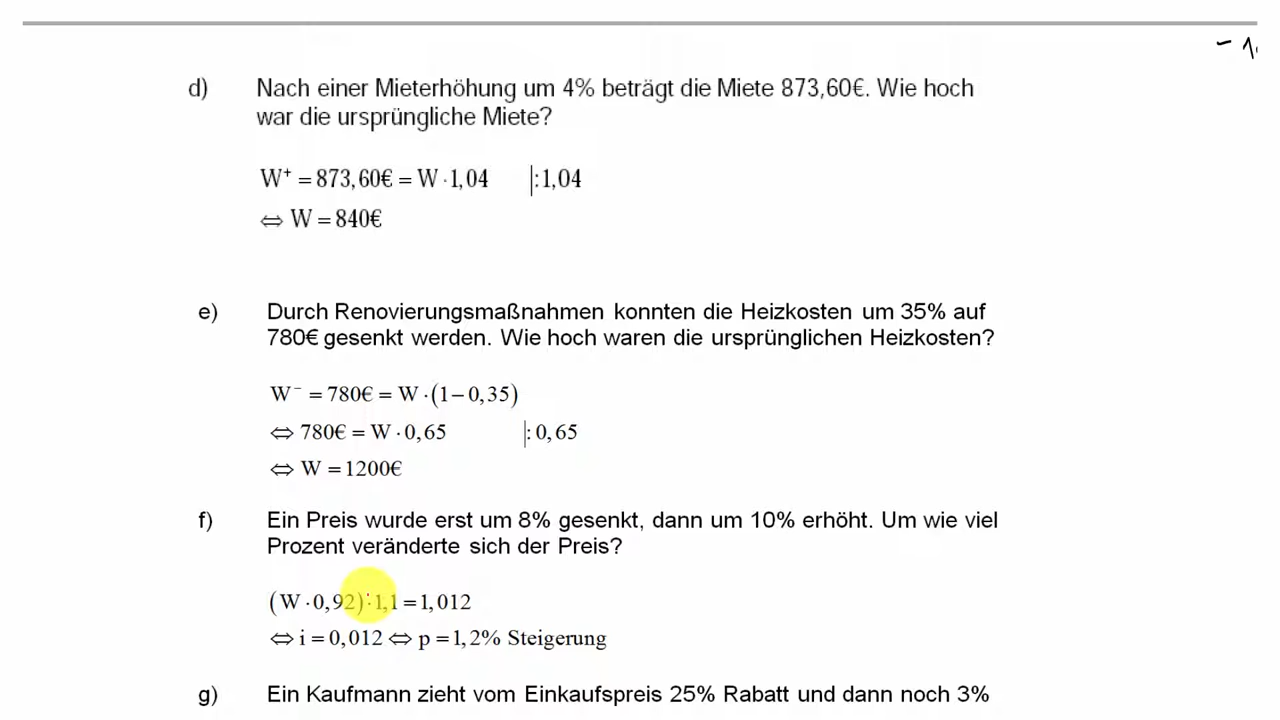 d) Nach einer Mieterhöhung um 4% beträgt die Miete 873,60€. Wie hoch
war die ursprüngliche Miete?
W⁺ = 873,60€ = W · 1,04 |:1,04
⇔ W = 840€
e) Durch Renovierungsmaßnahmen konnten die Heizkosten um 35% auf
780€ gesenkt werden. Wie hoch waren die ursprünglichen Heizkosten?
W⁻ = 780€ = W · (1 − 0,35)
⇔ 780€ = W · 0,65 |: 0,65
⇔ W = 1200€
f) Ein Preis wurde erst um 8% gesenkt, dann um 10% erhöht. Um wie viel
Prozent veränderte sich der Preis?
(W · 0,92) · 1,1 = 1,012
⇔ i = 0,012 ⇔ p = 1,2% Steigerung
g) Ein Kaufmann zieht vom Einkaufspreis 25% Rabatt und dann noch 3%